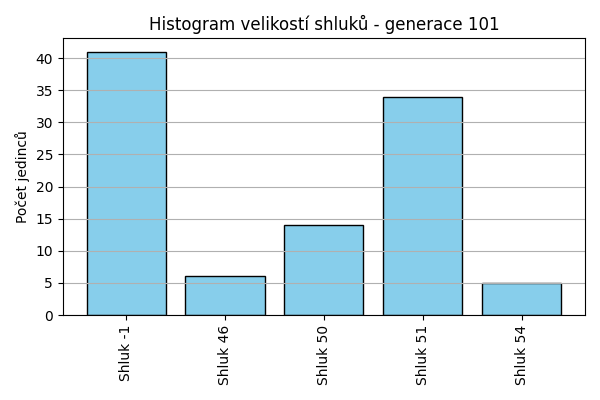 Histogram velikostí shluků - generace 101
Počet jedinců
40
35
30
25
20
15
10
5
0
Shluk -1
Shluk 46
Shluk 50
Shluk 51
Shluk 54